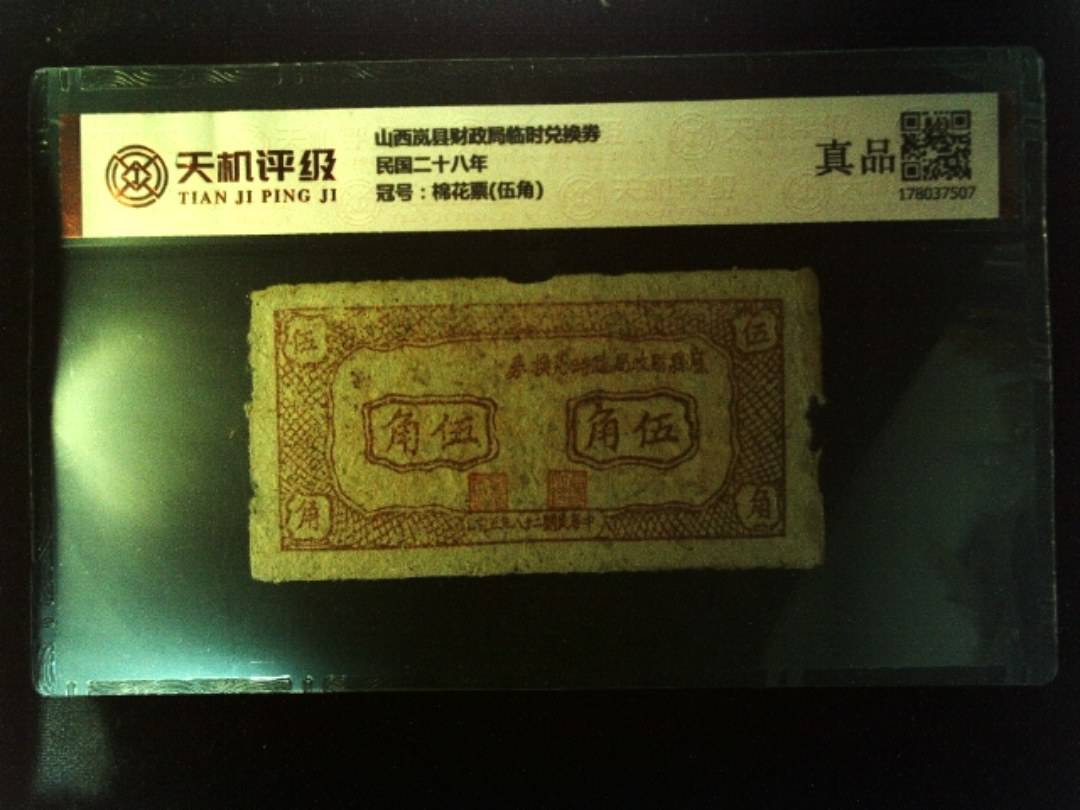 天机评级
TIAN JI PING JI
山西岚县财政局临时兑换券
民国二十八年
冠号：棉花票(伍角)
真品
178037507
伍
伍
角伍
角伍
角
角